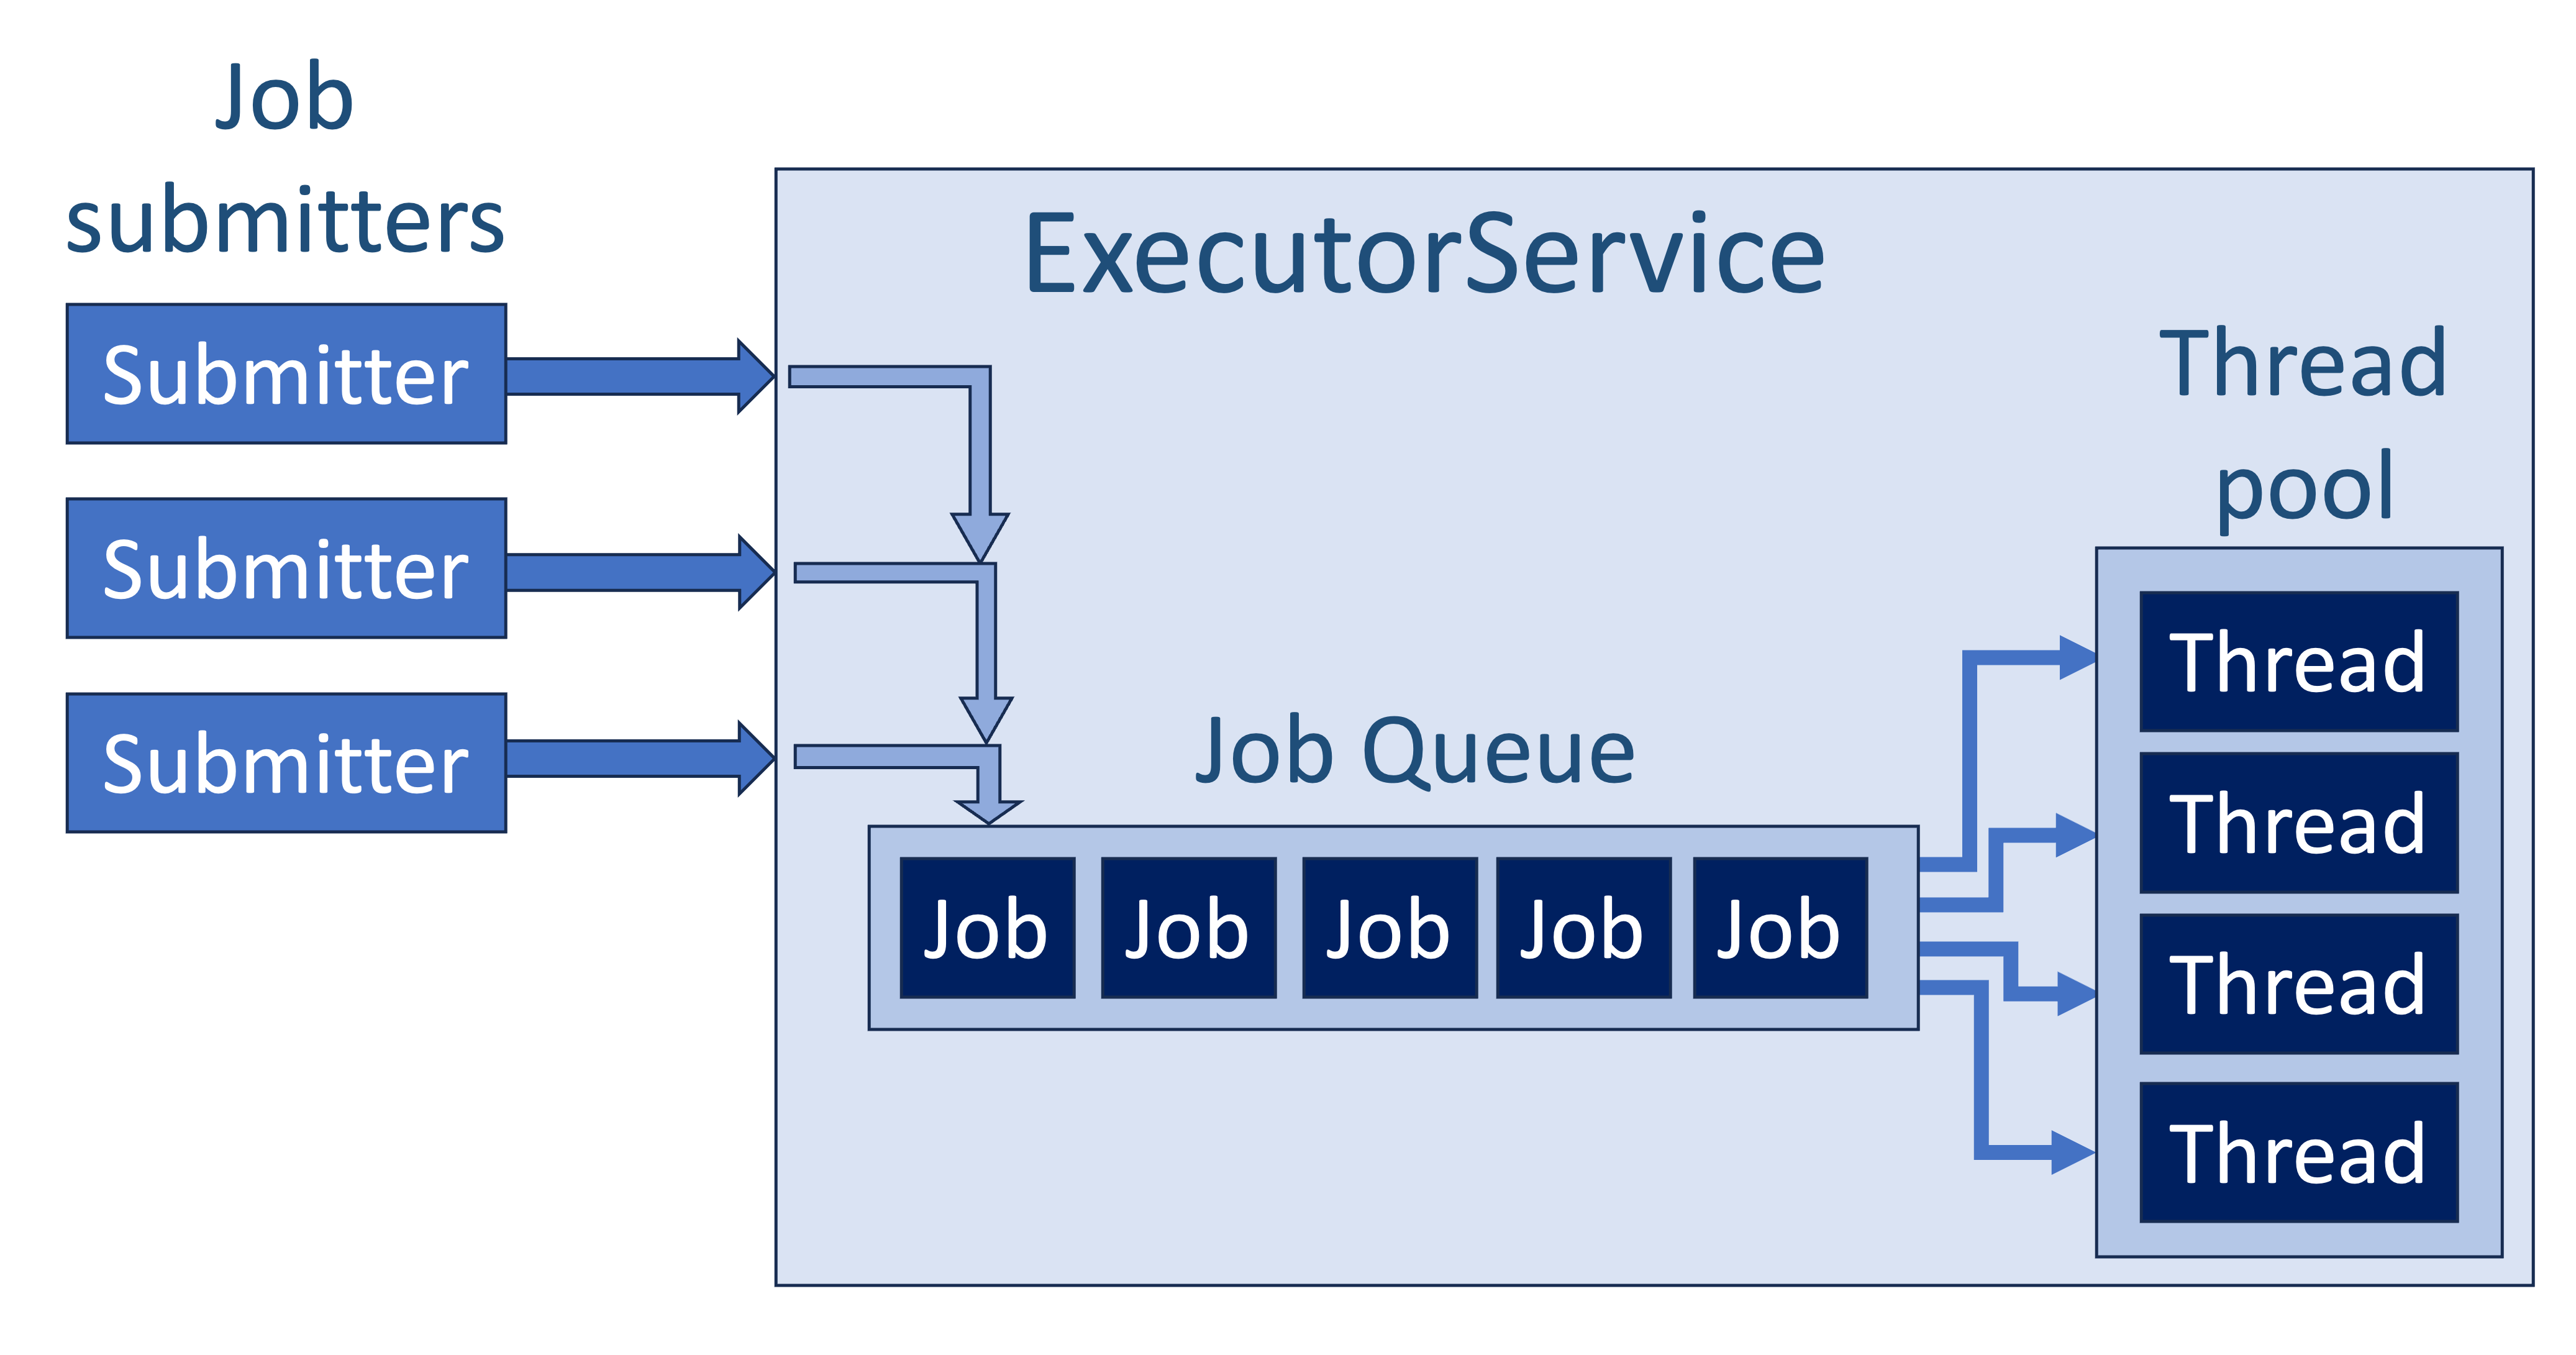 Job
submitters
Submitter
Submitter
Submitter
ExecutorService
Job Queue
Job Job Job Job Job
Thread
pool
Thread
Thread
Thread
Thread